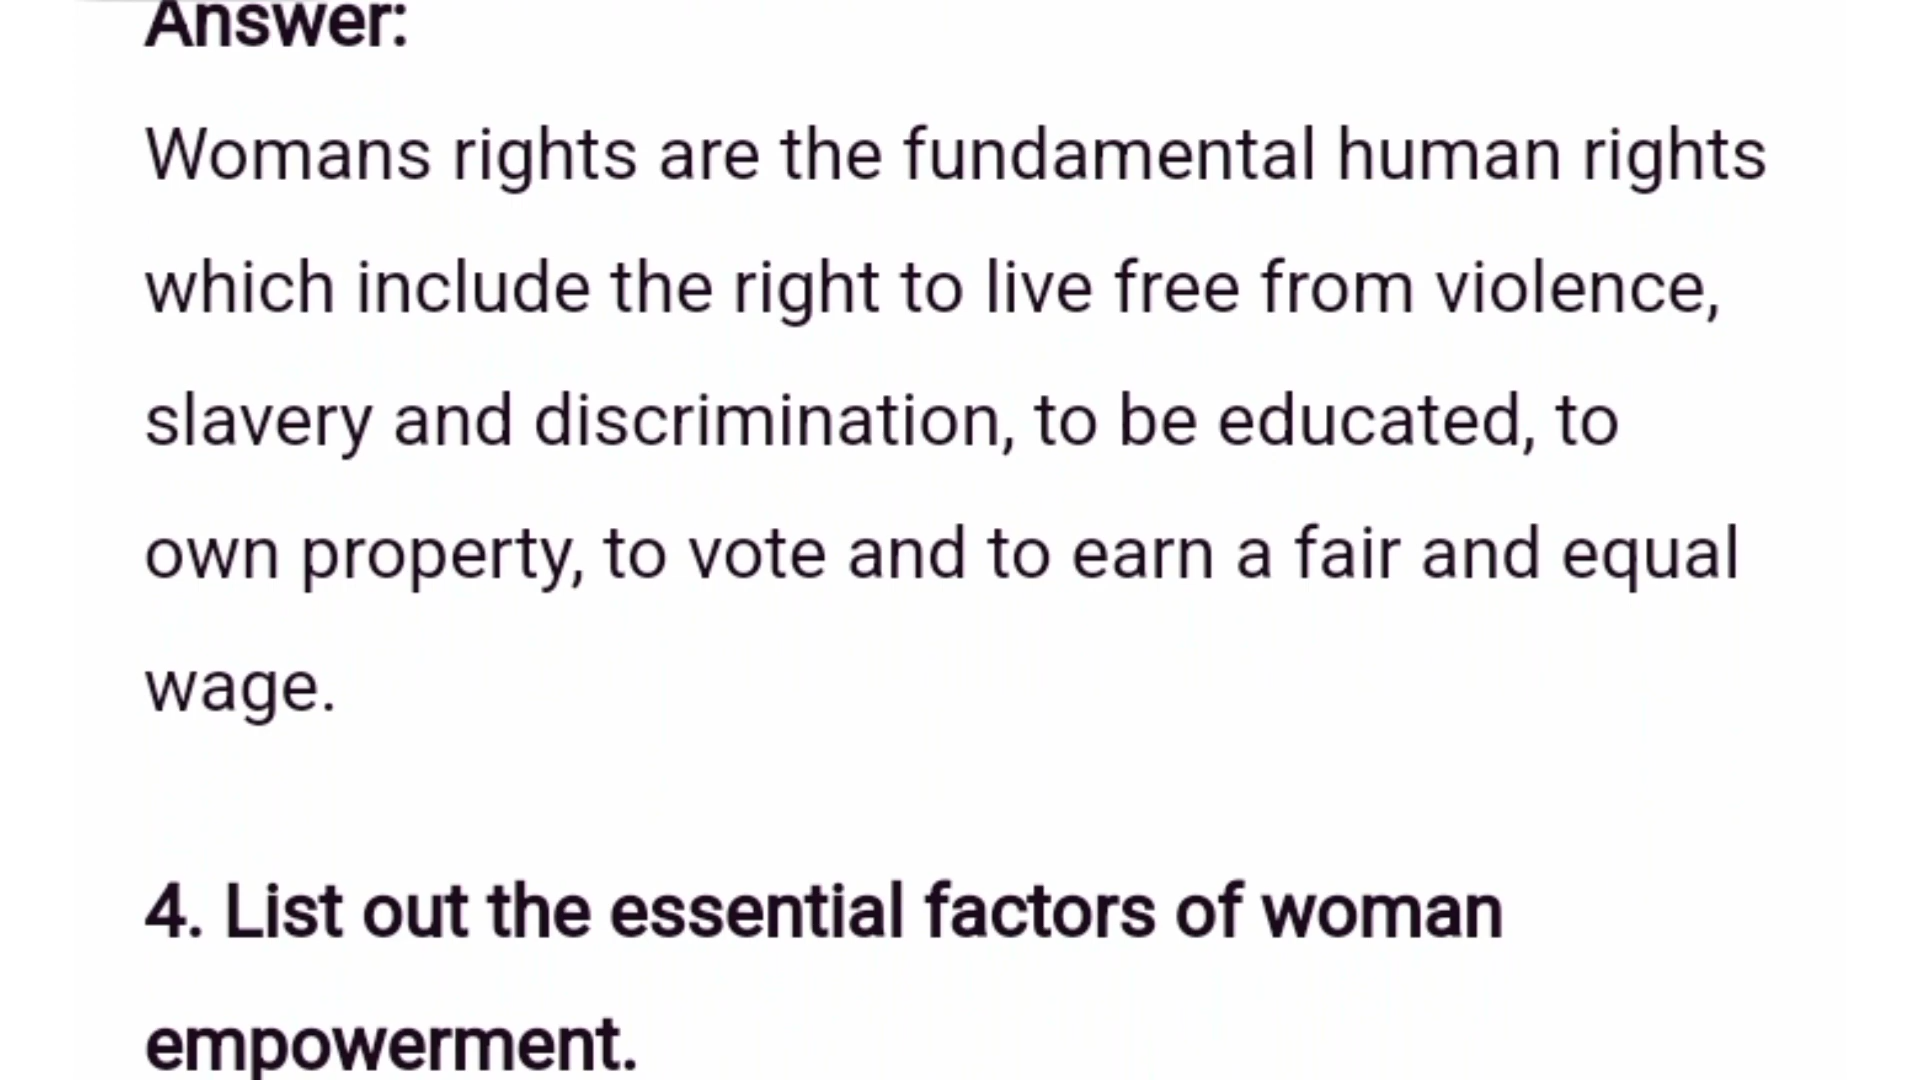 Answer:
Womans rights are the fundamental human rights
which include the right to live free from violence,
slavery and discrimination, to be educated, to
own property, to vote and to earn a fair and equal
wage.
4. List out the essential factors of woman
empowerment.